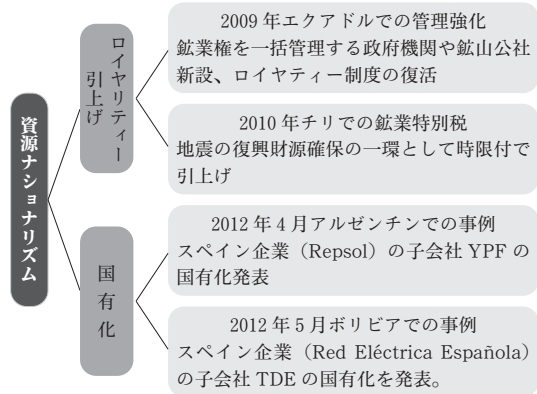 資源ナショナリズム
ロイヤリティー
引上げ
2009 年エクアドルでの管理強化
鉱業権を一括管理する政府機関や鉱山公社
新設、ロイヤティー制度の復活
2010 年チリでの鉱業特別税
地震の復興財源確保の一環として時限付で
引上げ
国有化
2012 年 4 月アルゼンチンでの事例
スペイン企業（Repsol）の子会社 YPF の
国有化発表
2012 年 5 月ボリビアでの事例
スペイン企業（Red Eléctrica Española）
の子会社 TDE の国有化を発表。